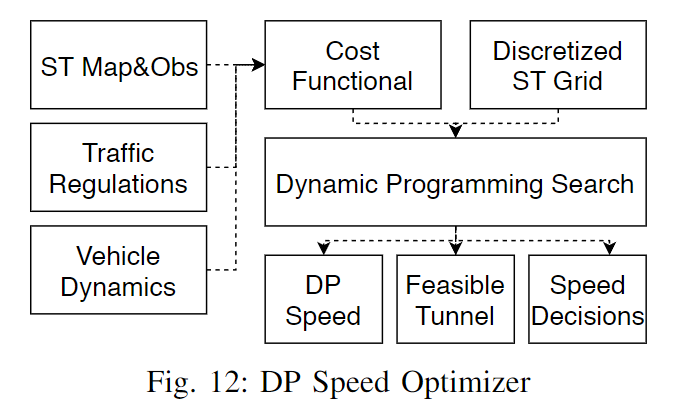 ST Map&Obs
Cost
Functional
Discretized
ST Grid
Traffic
Regulations
Dynamic Programming Search
Vehicle
Dynamics
DP
Speed
Feasible
Tunnel
Speed
Decisions
Fig. 12: DP Speed Optimizer